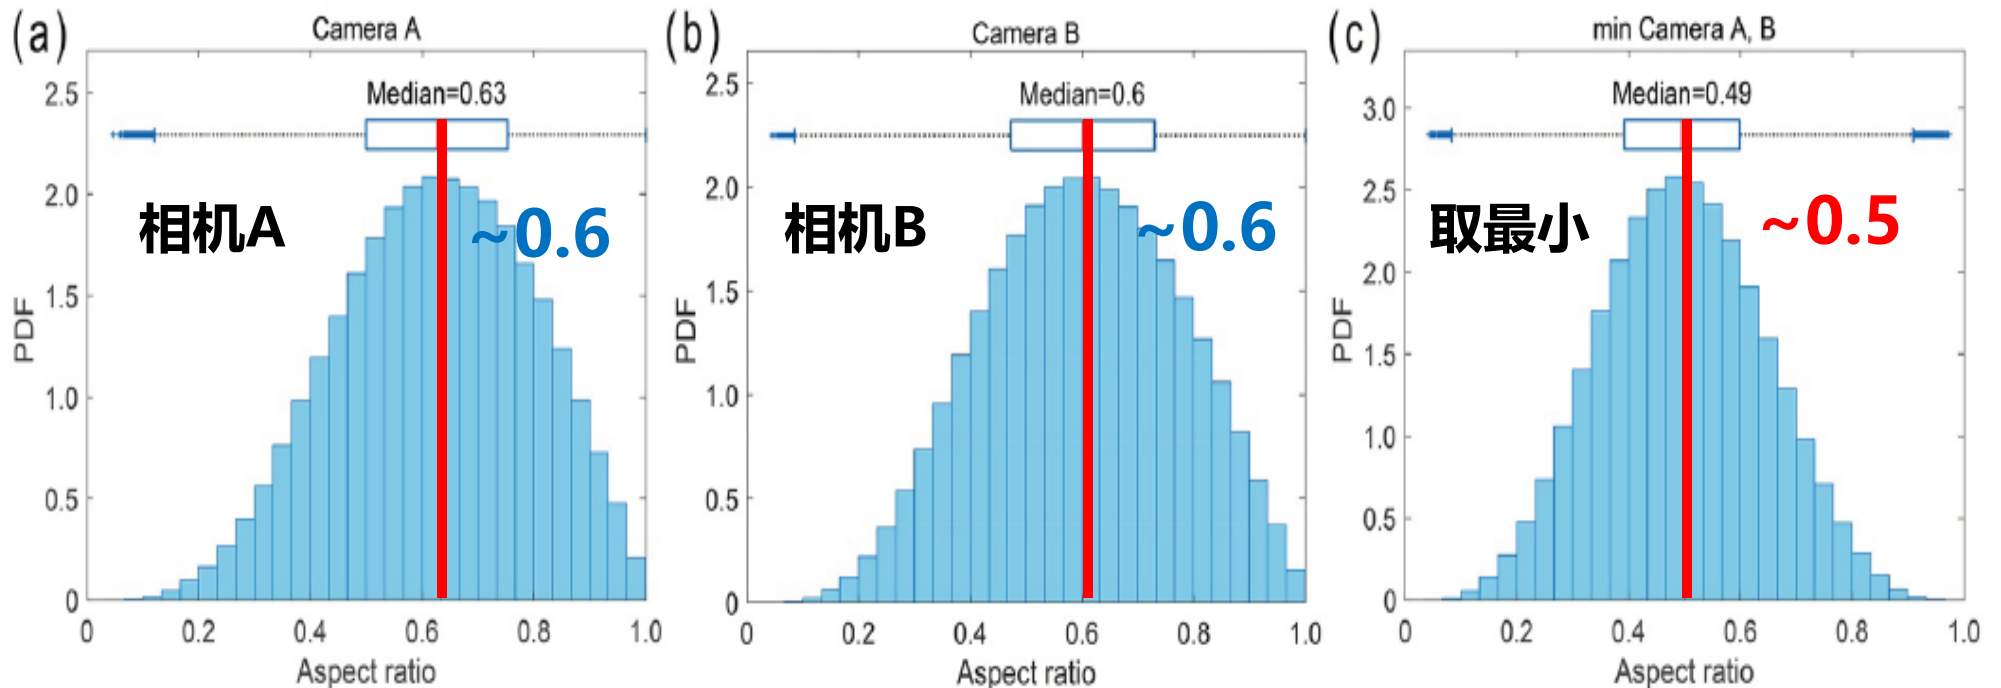 (a)
Camera A
Median=0.63
相机A
~0.6
PDF
2.5
2.0
1.5
1.0
0.5
0
0 0.2 0.4 0.6 0.8 1.0
Aspect ratio
(b)
Camera B
Median=0.6
相机B
~0.6
PDF
2.5
2.0
1.5
1.0
0.5
0
0 0.2 0.4 0.6 0.8 1.0
Aspect ratio
(c)
min Camera A, B
Median=0.49
取最小
~0.5
PDF
3.0
2.5
2.0
1.5
1.0
0.5
0
0 0.2 0.4 0.6 0.8 1.0
Aspect ratio